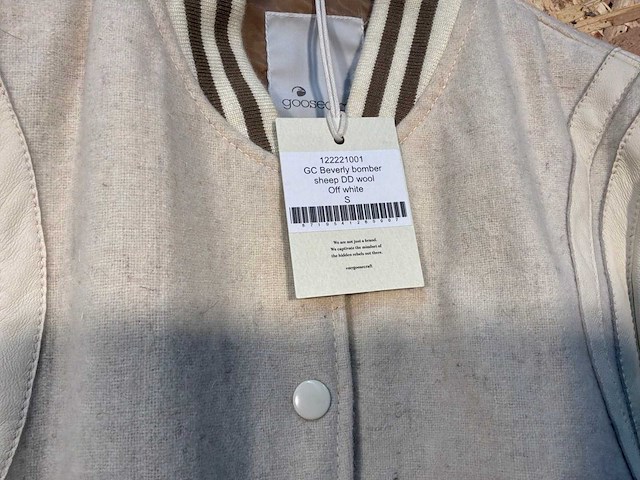 122221001
GC Beverly bomber
sheep DD wool
Off white
S
We are not just a brand.
We captivate the mindset of
the hidden rebels out there.